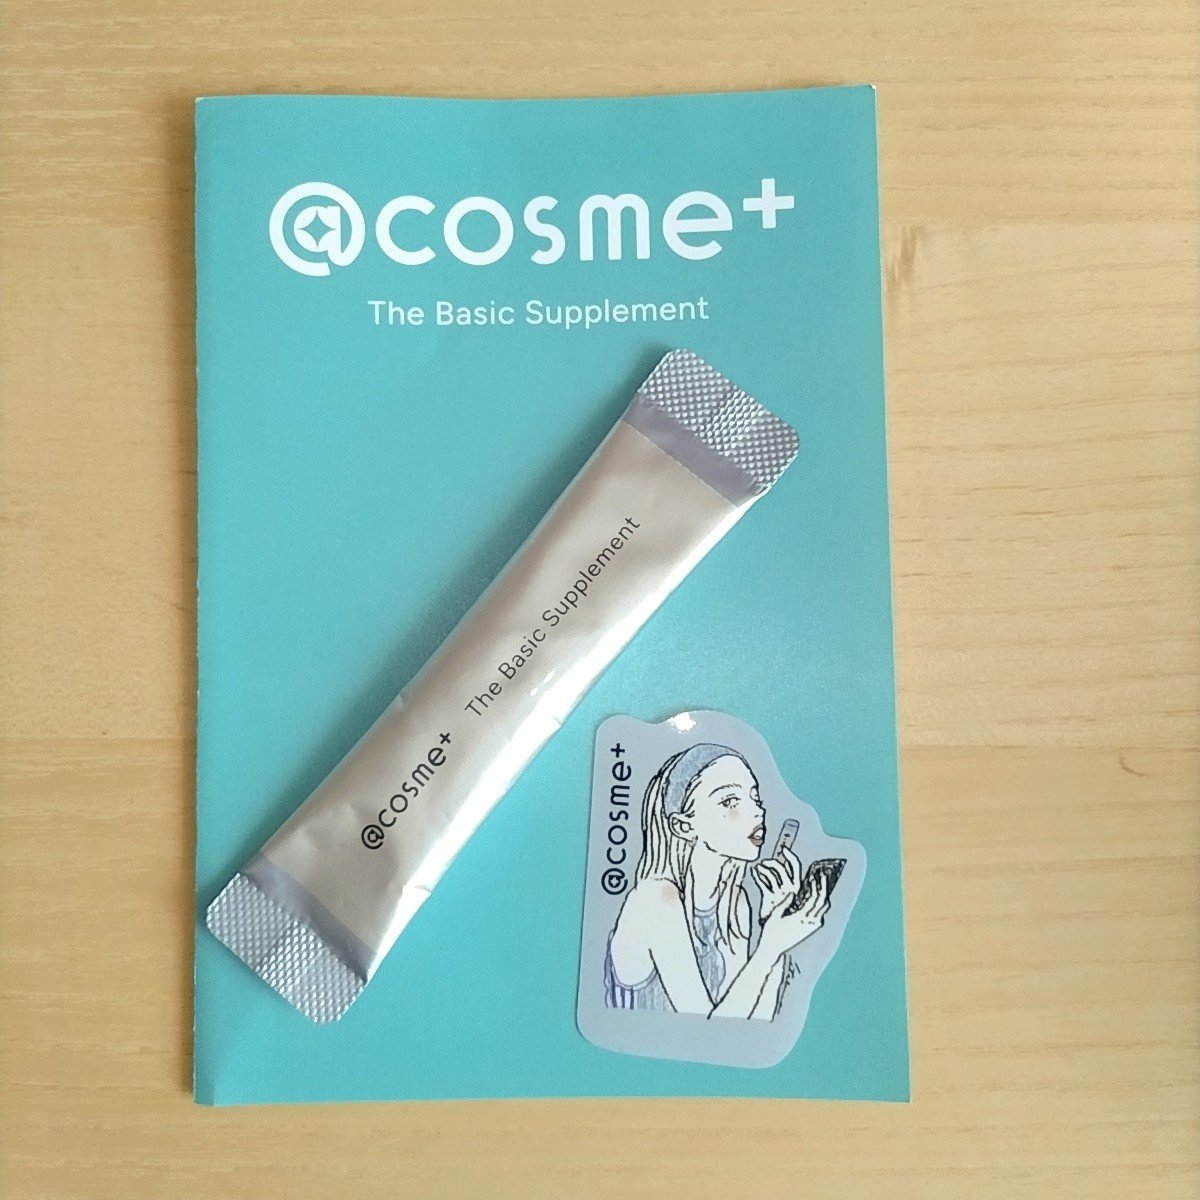 @cosme+
The Basic Supplement
@cosme+ The Basic Supplement
@cosme+